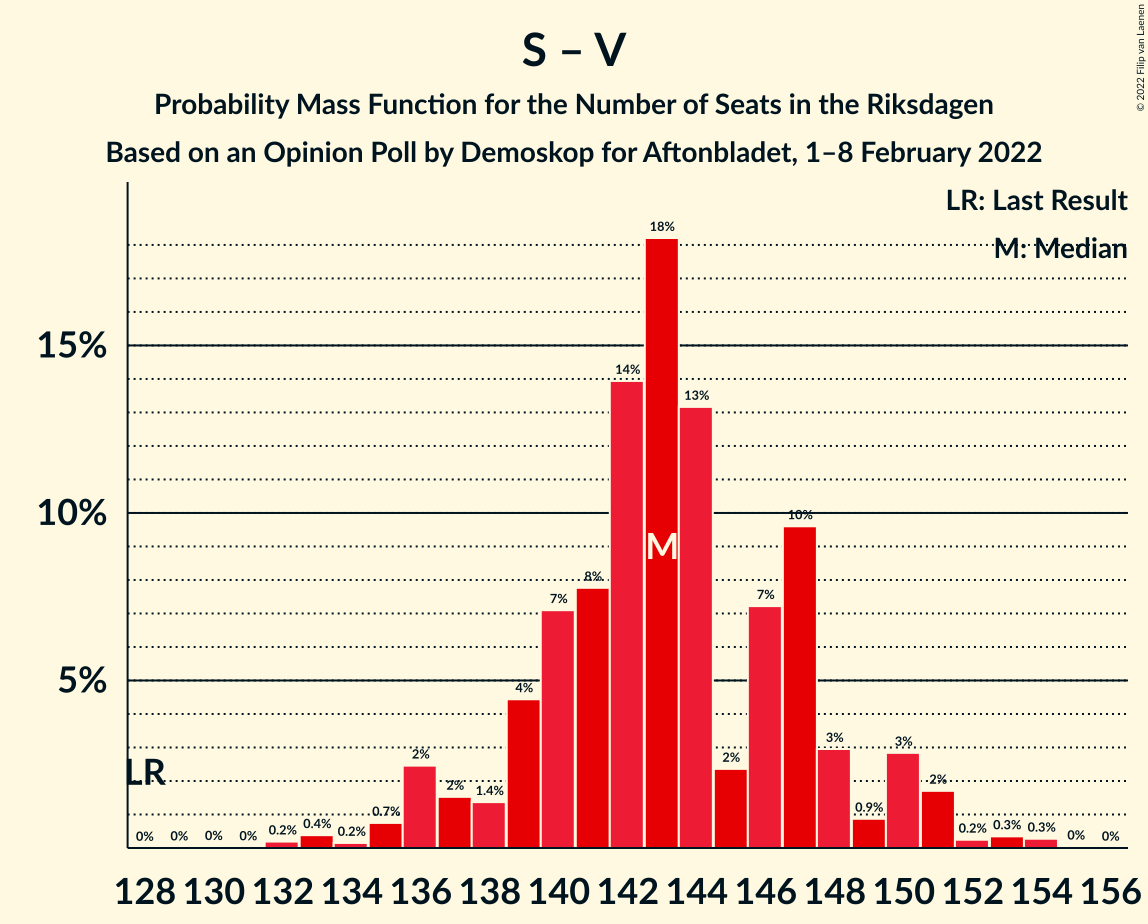 © 2022 Filip van Laenen
S – V
Probability Mass Function for the Number of Seats in the Riksdagen
Based on an Opinion Poll by Demoskop for Aftonbladet, 1–8 February 2022
LR: Last Result
M: Median
15%
10%
5%
LR
M
0% 0% 0% 0% 0.2% 0.4% 0.2% 0.7% 2% 2% 1.4% 4% 7% 8% 14% 18% 13% 2% 7% 10% 3% 0.9% 3% 2% 0.2% 0.3% 0.3% 0% 0%
128 130 132 134 136 138 140 142 144 146 148 150 152 154 156